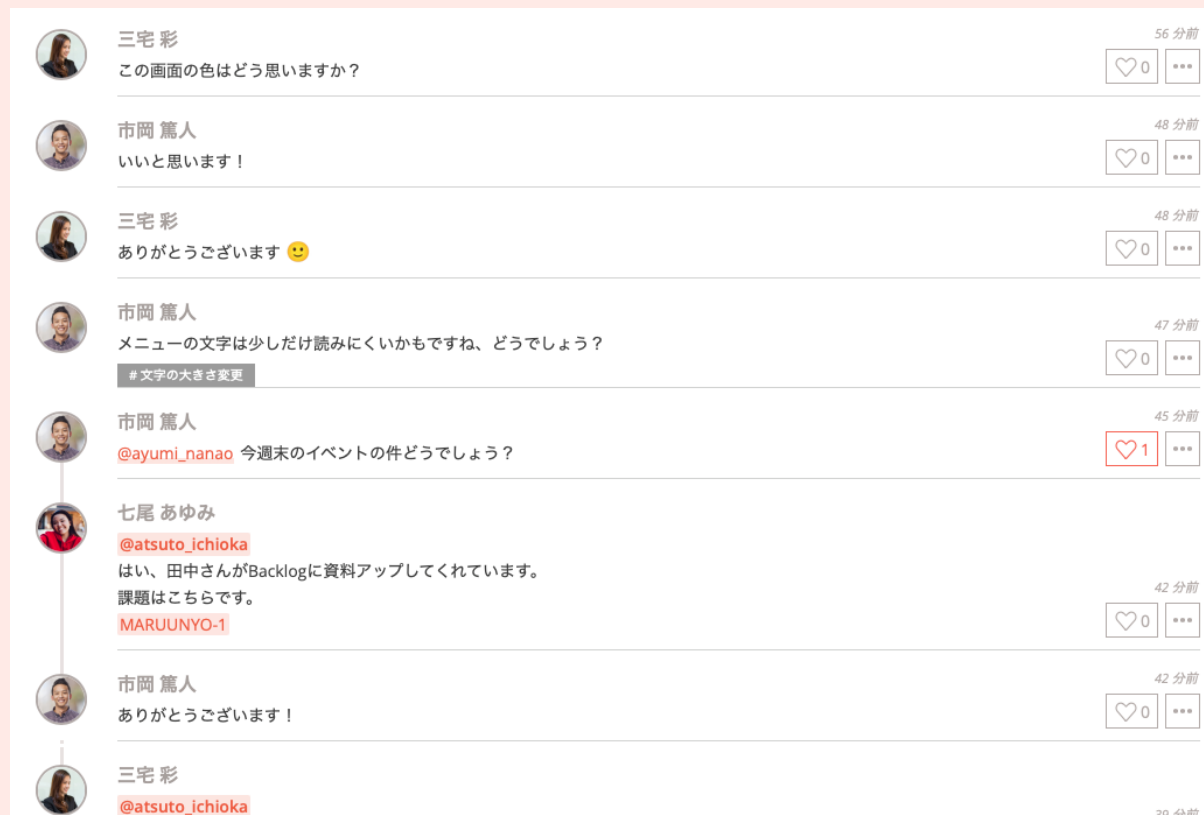 三宅 彩
56 分前
この画面の色はどう思いますか？
0
市岡 篤人
48 分前
いいと思います！
0
三宅 彩
48 分前
ありがとうございます 🙂
0
市岡 篤人
47 分前
メニューの文字は少しだけ読みにくいかもですね、どうでしょう？
0
# 文字の大きさ変更
市岡 篤人
45 分前
@ayumi_nanao 今週末のイベントの件どうでしょう？
1
七尾 あゆみ
@atsuto_ichioka
はい、田中さんがBacklogに資料アップしてくれています。
42 分前
課題はこちらです。
0
MARUUNYO-1
市岡 篤人
42 分前
ありがとうございます！
0
三宅 彩
@atsuto_ichioka
39 分前